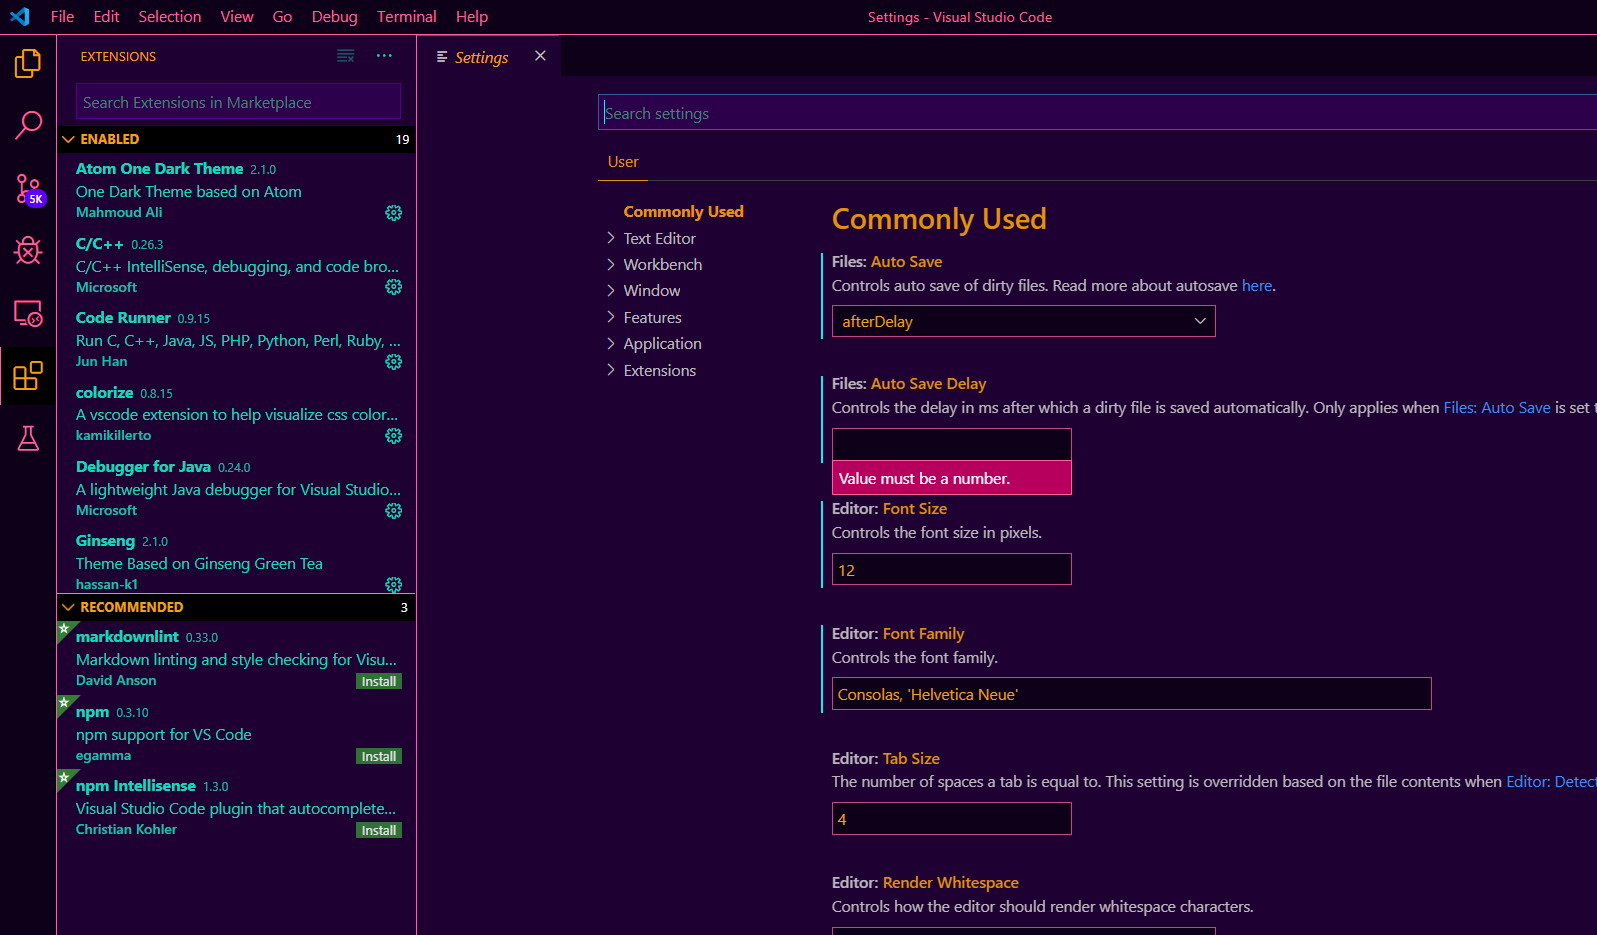 File Edit Selection View Go Debug Terminal Help
Settings - Visual Studio Code
EXTENSIONS
Search Extensions in Marketplace
ENABLED 19
Atom One Dark Theme 2.1.0
One Dark Theme based on Atom
Mahmoud Ali
C/C++ 0.26.3
C/C++ IntelliSense, debugging, and code bro...
Microsoft
Code Runner 0.9.15
Run C, C++, Java, JS, PHP, Python, Perl, Ruby, ...
Jun Han
colorize 0.8.15
A vscode extension to help visualize css color...
kamikillerto
Debugger for Java 0.24.0
A lightweight Java debugger for Visual Studio...
Microsoft
Ginseng 2.1.0
Theme Based on Ginseng Green Tea
hassan-k1
RECOMMENDED 3
markdownlint 0.33.0
Markdown linting and style checking for Visu...
David Anson Install
npm 0.3.10
npm support for VS Code
egamma Install
npm Intellisense 1.3.0
Visual Studio Code plugin that autocomplete...
Christian Kohler Install
5K
Settings
Search settings
User
Commonly Used
Text Editor
Workbench
Window
Features
Application
Extensions
Commonly Used
Files: Auto Save
Controls auto save of dirty files. Read more about autosave here.
afterDelay
Files: Auto Save Delay
Controls the delay in ms after which a dirty file is saved automatically. Only applies when Files: Auto Save is set t
Value must be a number.
Editor: Font Size
Controls the font size in pixels.
12
Editor: Font Family
Controls the font family.
Consolas, 'Helvetica Neue'
Editor: Tab Size
The number of spaces a tab is equal to. This setting is overridden based on the file contents when Editor: Detect
4
Editor: Render Whitespace
Controls how the editor should render whitespace characters.